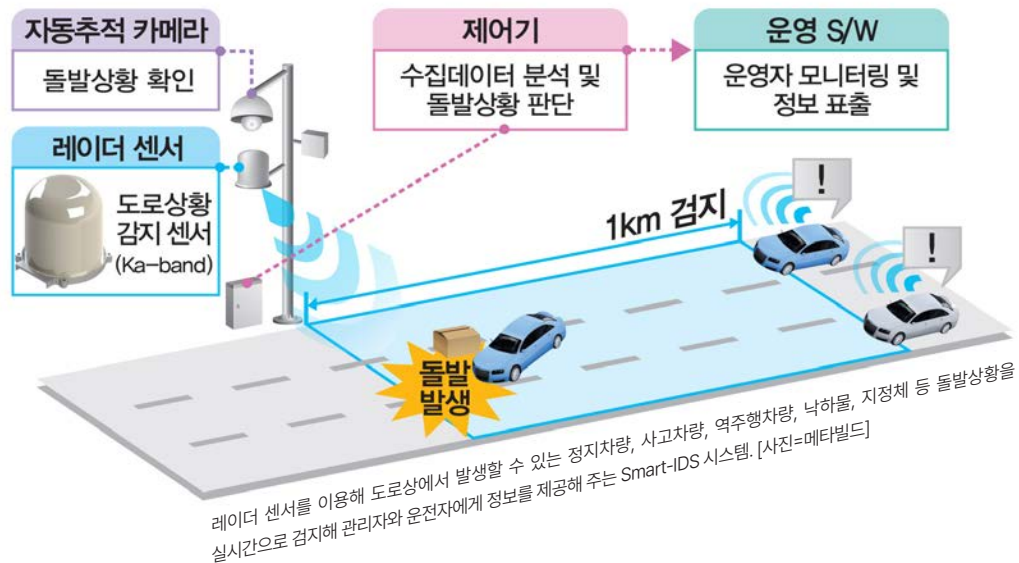 자동추적 카메라
돌발상황 확인
제어기
수집데이터 분석 및
돌발상황 판단
운영 S/W
운영자 모니터링 및
정보 표출
레이더 센서
도로상황
감지 센서
(Ka-band)
1km 검지
!
!
돌발
발생
레이더 센서를 이용해 도로상에서 발생할 수 있는 정지차량, 사고차량, 역주행차량, 낙하물, 지정체 등 돌발상황을
실시간으로 검지해 관리자와 운전자에게 정보를 제공해 주는 Smart-IDS 시스템. [사진=메타빌드]